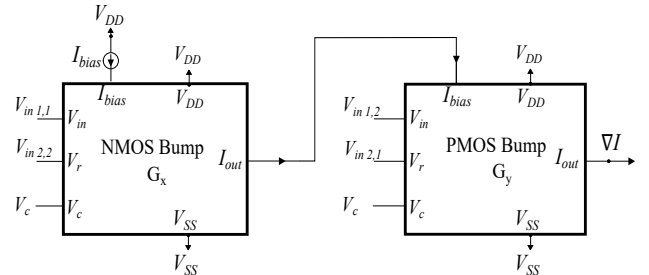 V_DD
I_bias
V_DD
V_DD
I_bias
V_DD
I_bias
V_DD
V_in 1,1
V_in
V_in 1,2
V_in
V_in 2,2
V_r
NMOS Bump
G_x
I_out
V_in 2,1
V_r
PMOS Bump
G_y
I_out
∇I
V_c
V_c
V_SS
V_c
V_c
V_SS
V_SS
V_SS